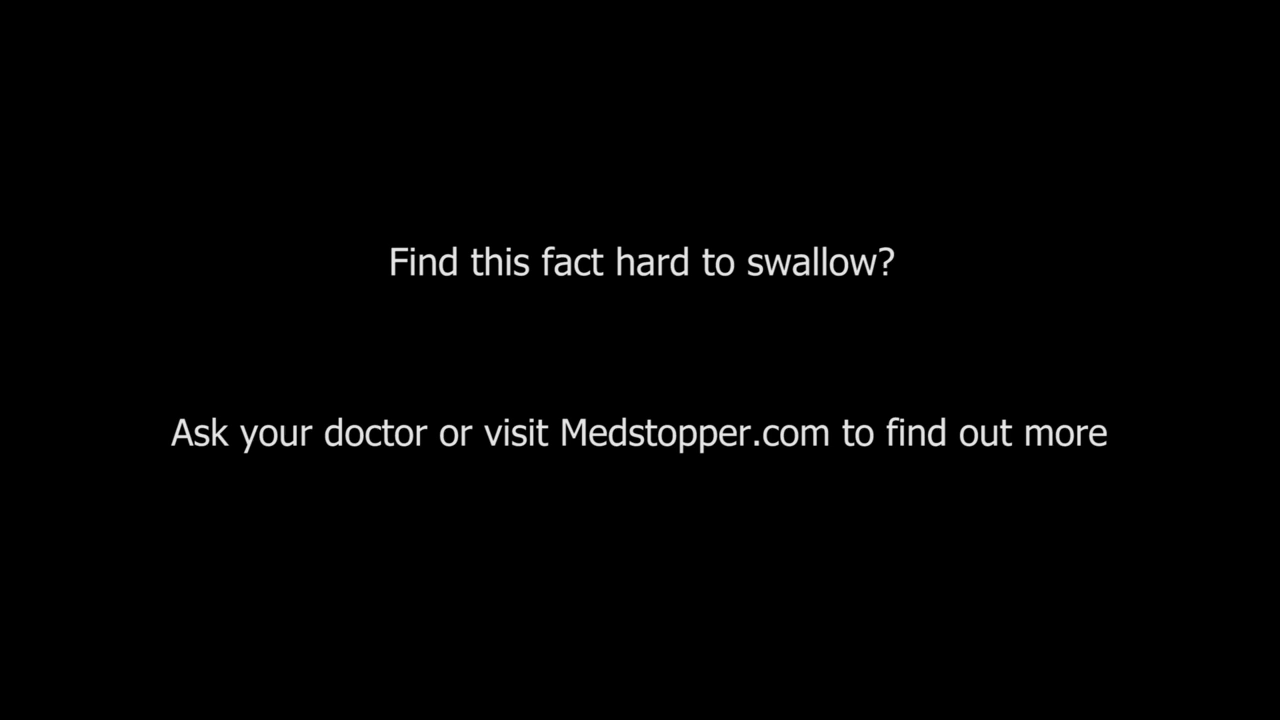 Find this fact hard to swallow?
Ask your doctor or visit Medstopper.com to find out more